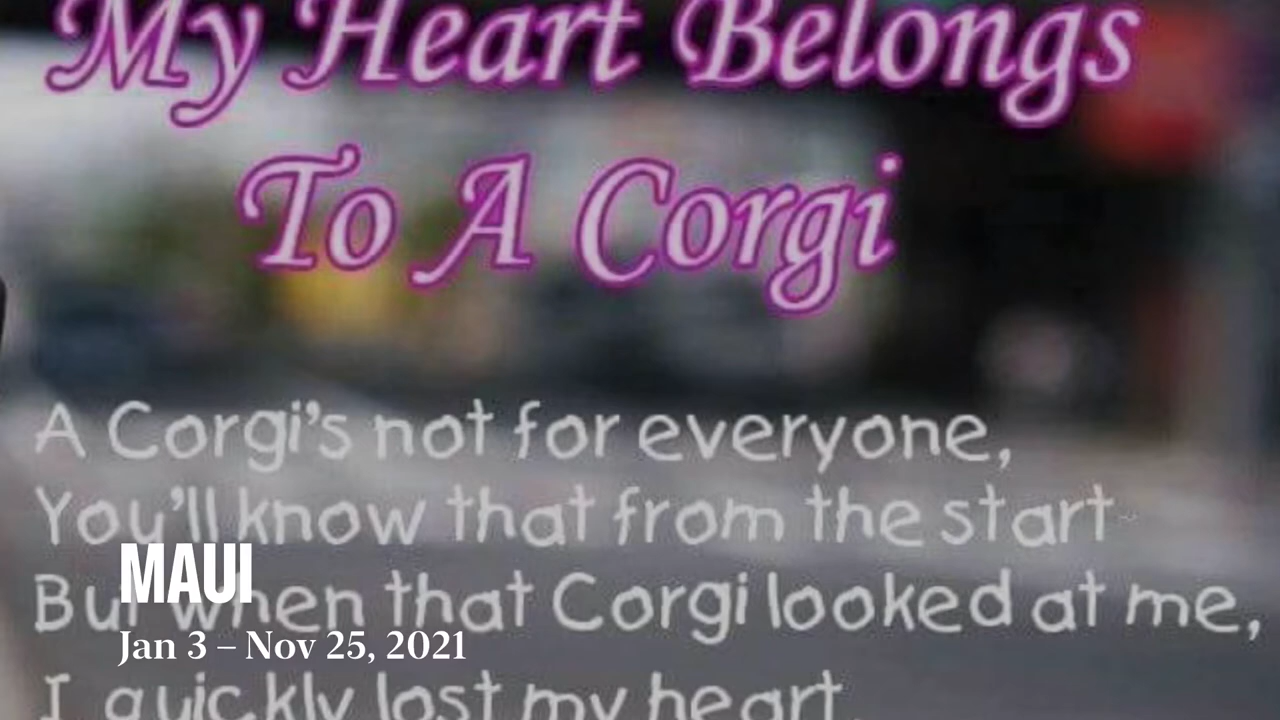 My Heart Belongs
To A Corgi
A Corgi's not for everyone,
You'll know that from the start
MAUI
But when that Corgi looked at me,
Jan 3 – Nov 25, 2021
I quickly lost my heart.